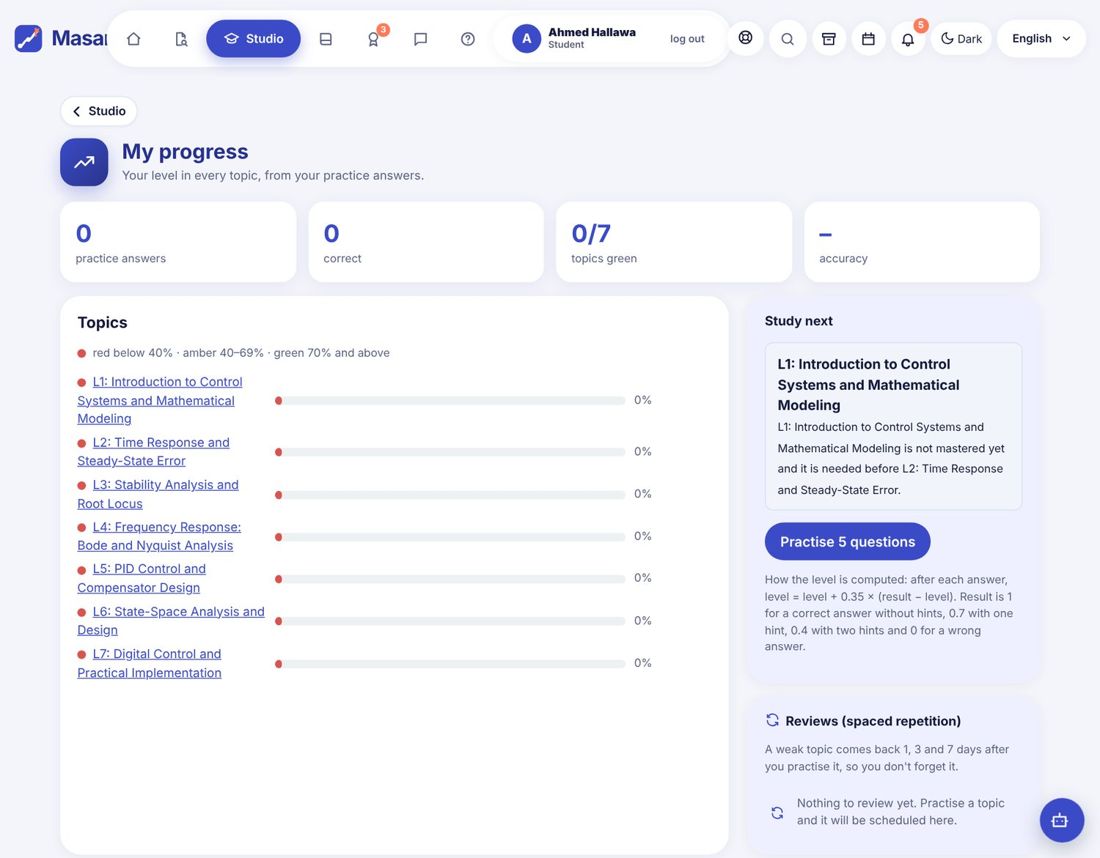 Masar
3
Studio
A
Ahmed Hallawa
Student
log out
5
Dark
English
Studio
My progress
Your level in every topic, from your practice answers.
0
practice answers
0
correct
0/7
topics green
–
accuracy
Topics
red below 40% · amber 40–69% · green 70% and above
L1: Introduction to Control
Systems and Mathematical
Modeling
0%
L2: Time Response and
Steady-State Error
0%
L3: Stability Analysis and
Root Locus
0%
L4: Frequency Response:
Bode and Nyquist Analysis
0%
L5: PID Control and
Compensator Design
0%
L6: State-Space Analysis and
Design
0%
L7: Digital Control and
Practical Implementation
0%
Study next
L1: Introduction to Control
Systems and Mathematical
Modeling
L1: Introduction to Control Systems and
Mathematical Modeling is not mastered yet
and it is needed before L2: Time Response
and Steady-State Error.
Practise 5 questions
How the level is computed: after each answer,
level = level + 0.35 × (result − level). Result is 1
for a correct answer without hints, 0.7 with one
hint, 0.4 with two hints and 0 for a wrong
answer.
Reviews (spaced repetition)
A weak topic comes back 1, 3 and 7 days after
you practise it, so you don't forget it.
Nothing to review yet. Practise a topic
and it will be scheduled here.